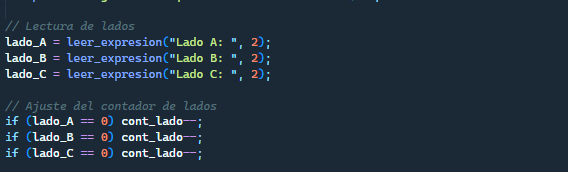 // Lectura de lados
lado_A = leer_expresion("Lado A: ", 2);
lado_B = leer_expresion("Lado B: ", 2);
lado_C = leer_expresion("Lado C: ", 2);
// Ajuste del contador de lados
if (lado_A == 0) cont_lado--;
if (lado_B == 0) cont_lado--;
if (lado_C == 0) cont_lado--;